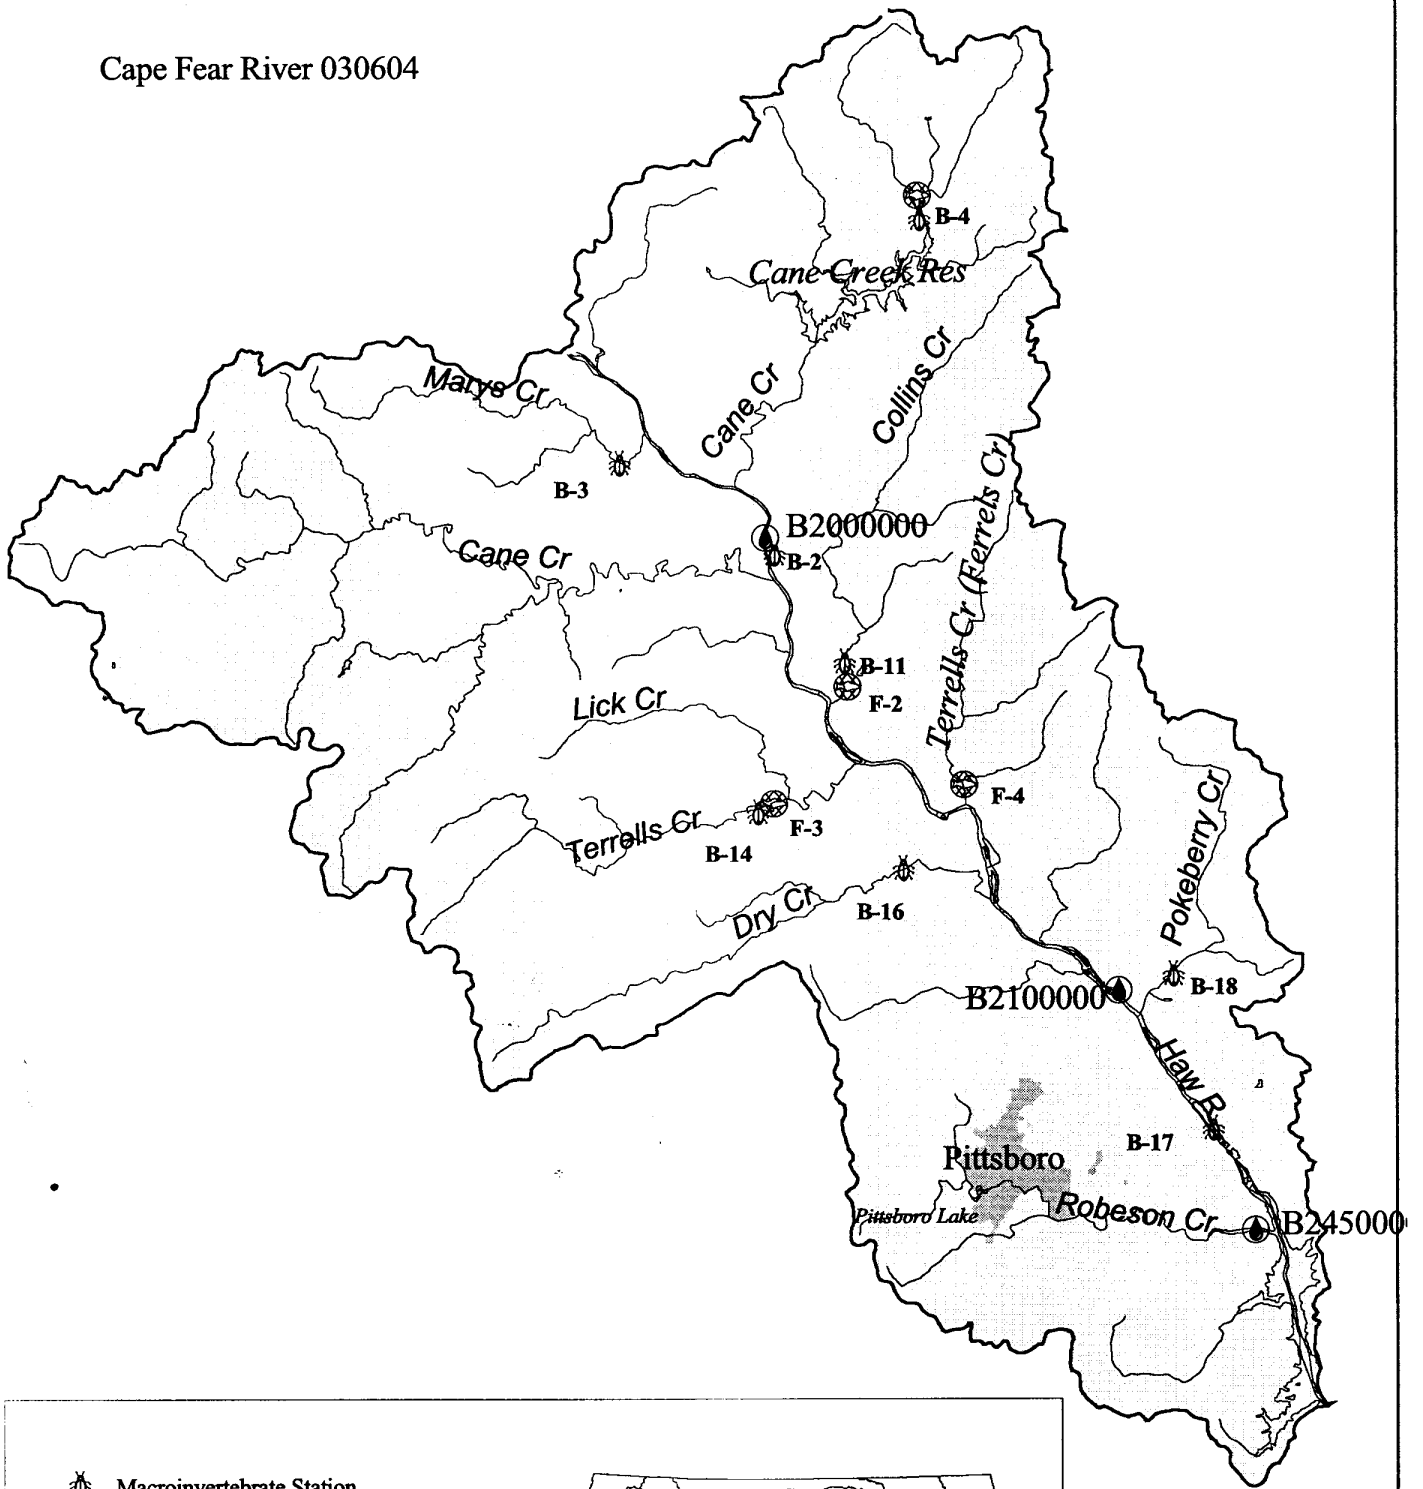 Cape Fear River 030604
B-4
Cane Creek Res
Collins Cr
Cane Cr
Marys Cr
B-3
B2000000
B-2
Cane Cr
Terrells Cr (Ferrels Cr)
B-11
F-2
Lick Cr
F-4
F-3
Terrells Cr
B-14
Pokeberry Cr
B-16
Dry Cr
B-18
B2100000
Haw R
B-17
Pittsboro
Pittsboro Lake
Robeson Cr
B245000
Macroinvertebrate Station